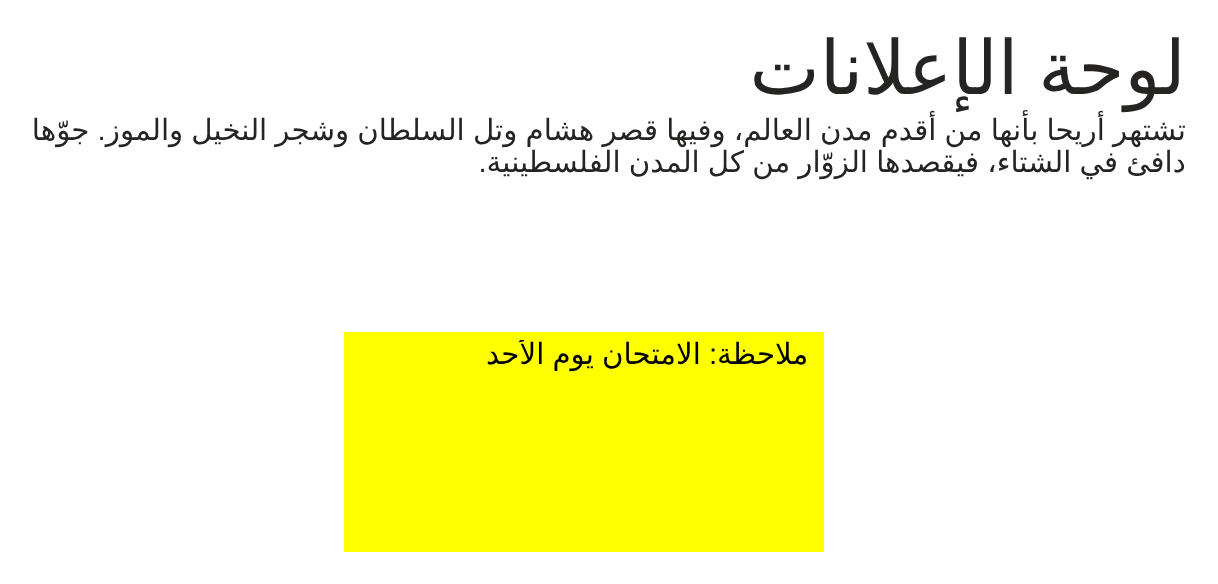 لوحة الإعلانات
تشتهر أريحا بأنها من أقدم مدن العالم، وفيها قصر هشام وتل السلطان وشجر النخيل والموز. جوّها
دافئ في الشتاء، فيقصدها الزوّار من كل المدن الفلسطينية.
ملاحظة: الامتحان يوم الأحد